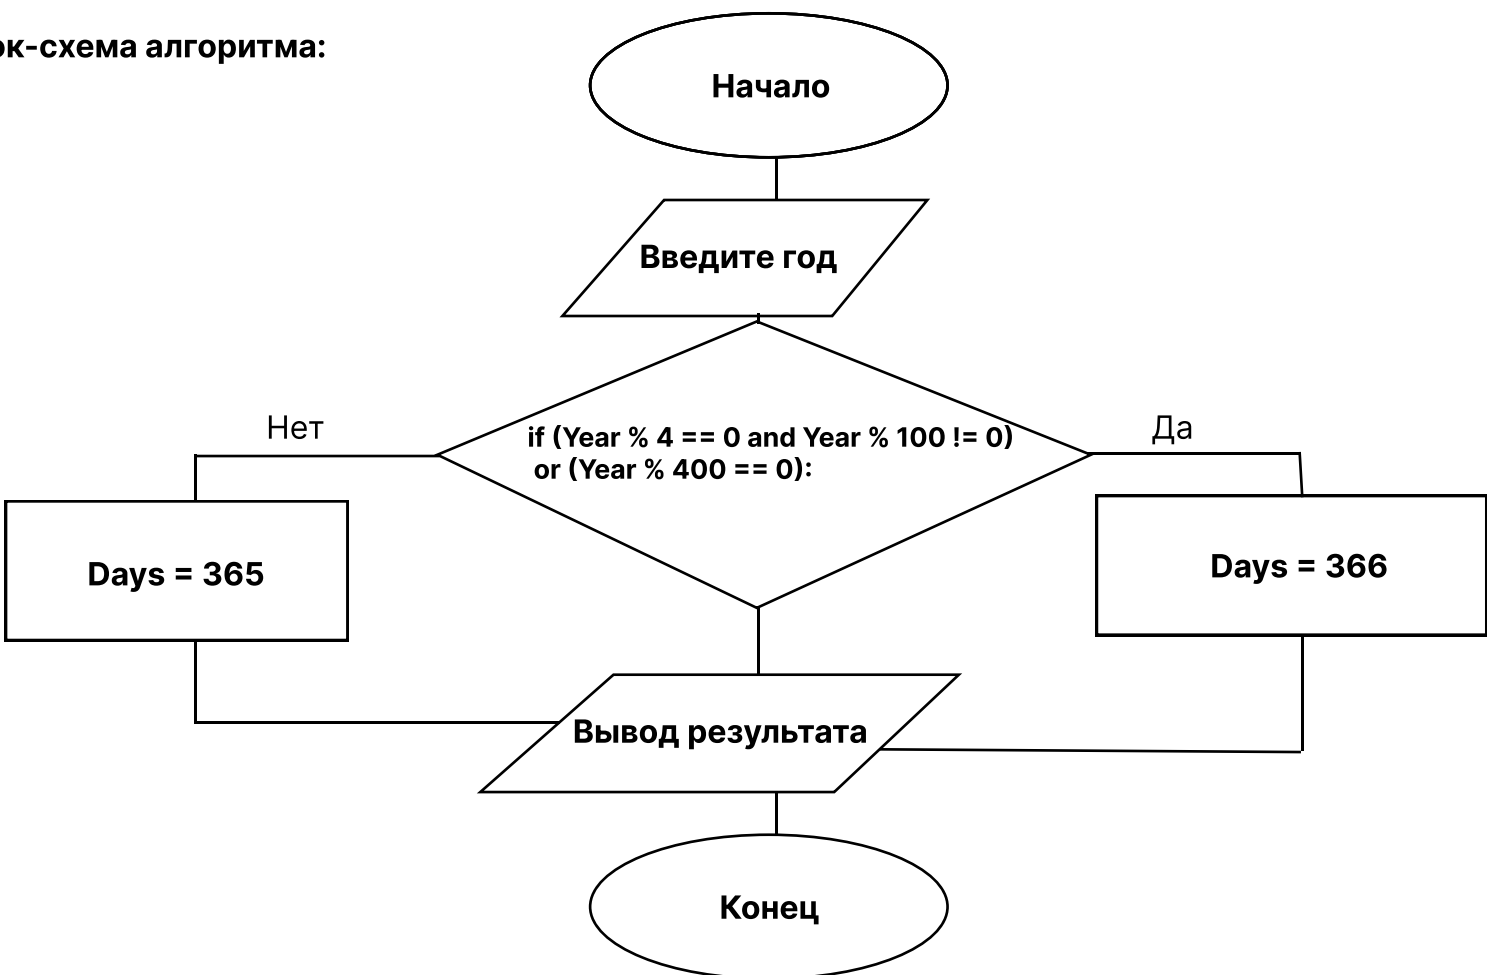 ок-схема алгоритма:
Начало
Введите год
Нет
if (Year % 4 == 0 and Year % 100 != 0)
or (Year % 400 == 0):
Да
Days = 365
Days = 366
Вывод результата
Конец